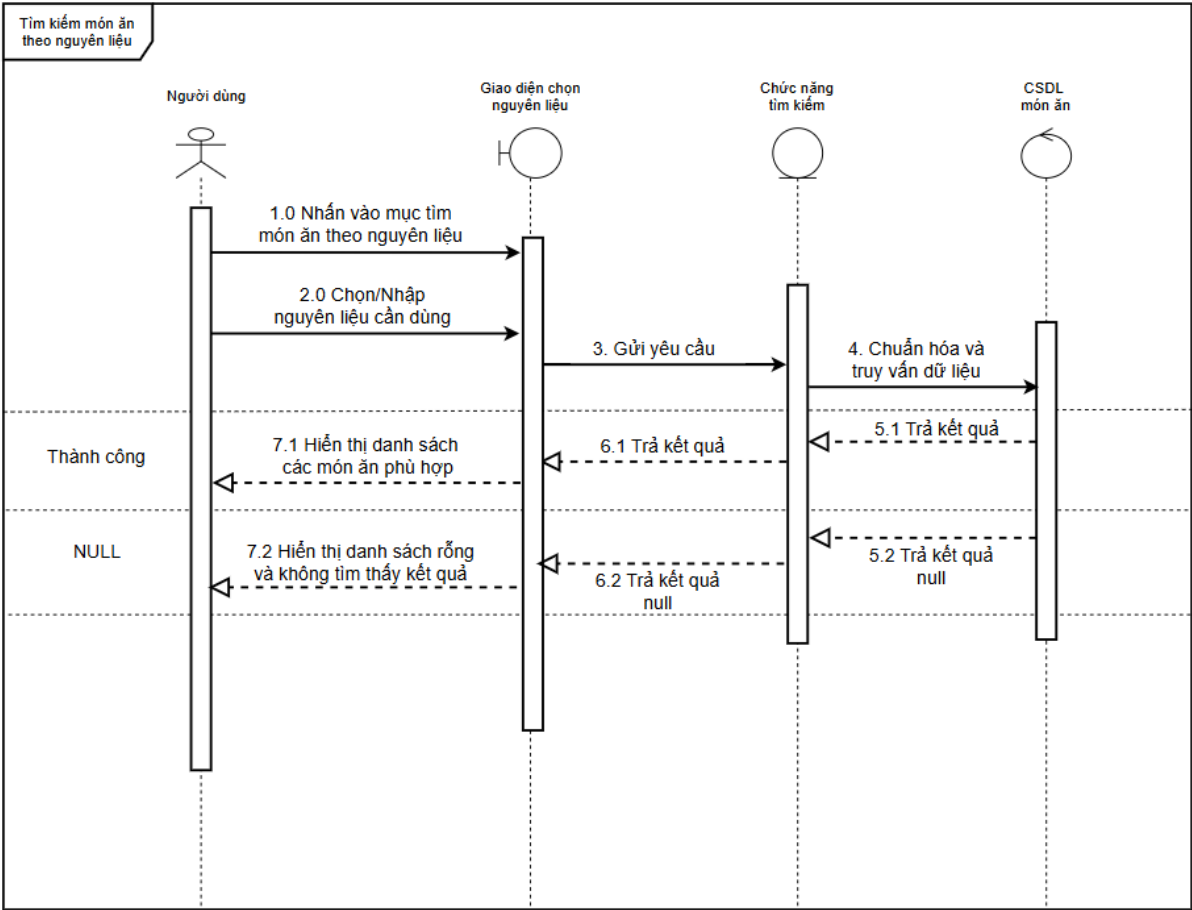 Tìm kiếm món ăn
theo nguyên liệu
Người dùng
Giao diện chọn
nguyên liệu
Chức năng
tìm kiếm
CSDL
món ăn
1.0 Nhấn vào mục tìm
món ăn theo nguyên liệu
2.0 Chọn/Nhập
nguyên liệu cần dùng
3. Gửi yêu cầu
4. Chuẩn hóa và
truy vấn dữ liệu
Thành công
5.1 Trả kết quả
6.1 Trả kết quả
7.1 Hiển thị danh sách
các món ăn phù hợp
NULL
5.2 Trả kết quả
null
6.2 Trả kết quả
null
7.2 Hiển thị danh sách rỗng
và không tìm thấy kết quả